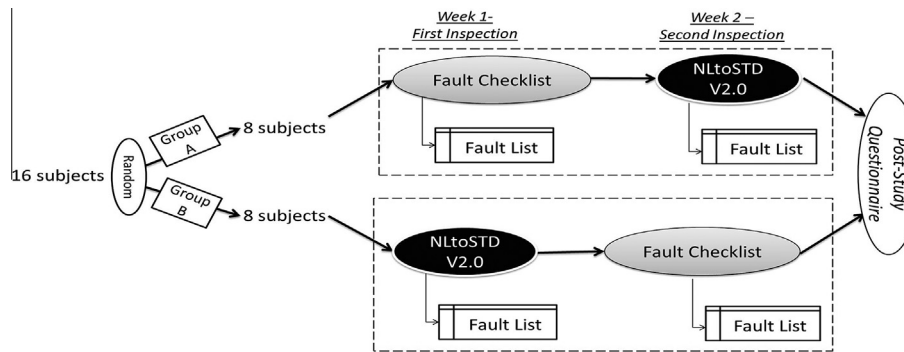 Week 1-
First Inspection
Week 2 –
Second Inspection
Fault Checklist
NLtoSTD
V2.0
Fault List
Fault List
16 subjects
Random
Group
A
8 subjects
Group
B
8 subjects
NLtoSTD
V2.0
Fault Checklist
Fault List
Fault List
Post-Study
Questionnaire